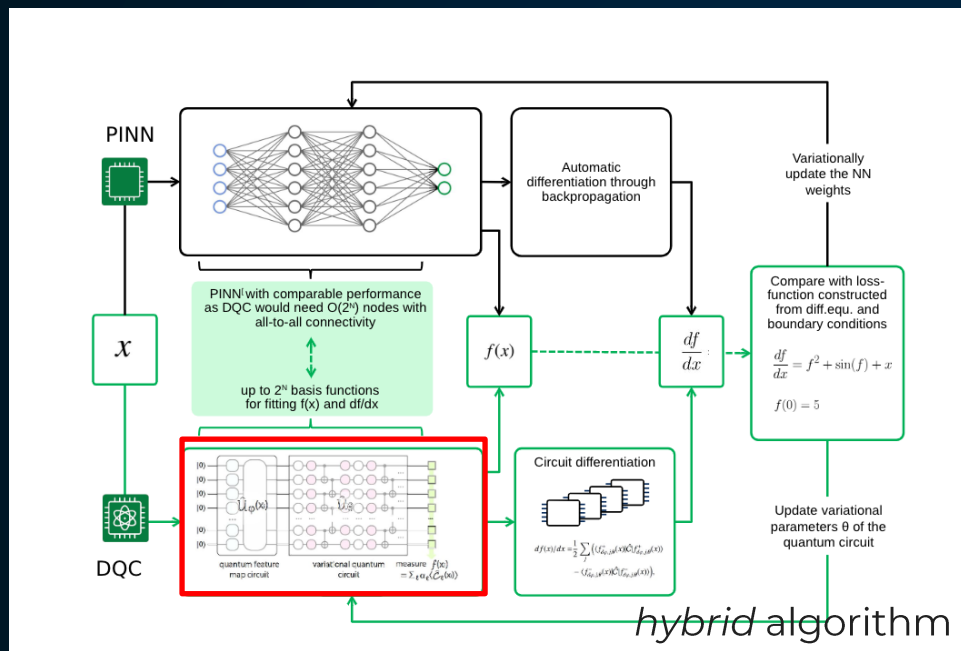 PINN
Automatic
differentiation through
backpropagation
Variationally
update the NN
weights
PINN with comparable performance
as DQC would need O(2ᴺ) nodes with
all-to-all connectivity
up to 2ᴺ basis functions
for fitting f(x) and df/dx
x
f(x)
df/dx
Compare with loss-
function constructed
from diff.equ. and
boundary conditions
df/dx = f² + sin(f) + x
f(0) = 5
DQC
|0⟩
|0⟩
|0⟩
|0⟩
|0⟩
quantum feature
map circuit
variational quantum
circuit
measure
Circuit differentiation
df(x)/dx = 1/2
Update variational
parameters θ of the
quantum circuit
hybrid algorithm